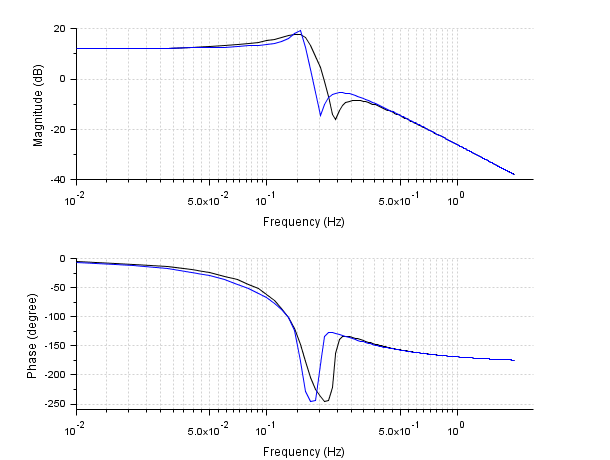 20
0
-20
-40
Magnitude (dB)
10^-2
5.0x10^-2
10^-1
5.0x10^-1
10^0
Frequency (Hz)
0
-50
-100
-150
-200
-250
Phase (degree)
10^-2
5.0x10^-2
10^-1
5.0x10^-1
10^0
Frequency (Hz)